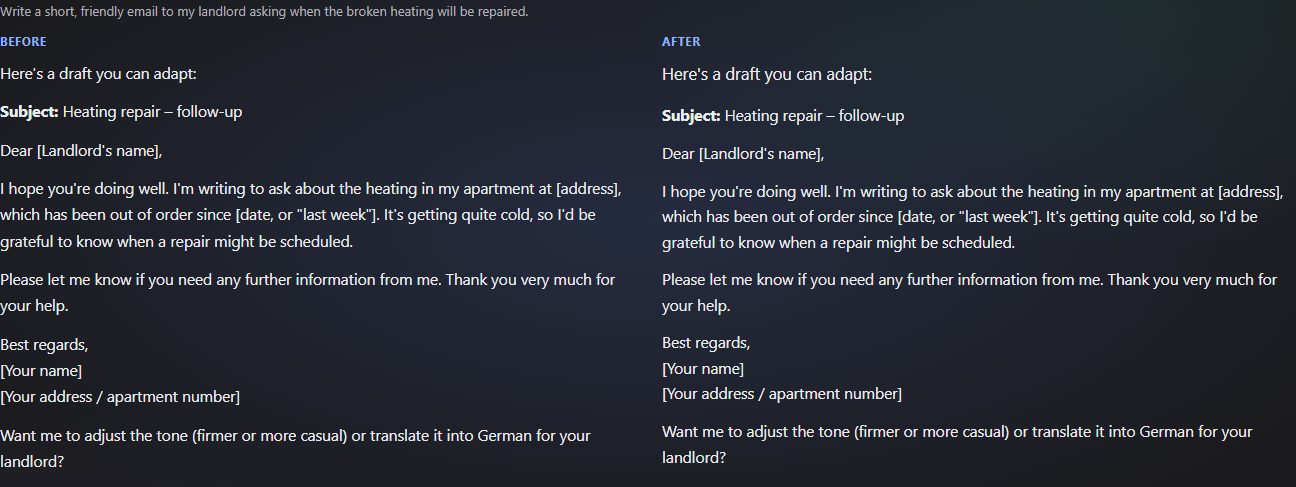 Write a short, friendly email to my landlord asking when the broken heating will be repaired.
BEFORE
Here's a draft you can adapt:
Subject: Heating repair – follow-up
Dear [Landlord's name],
I hope you're doing well. I'm writing to ask about the heating in my apartment at [address],
which has been out of order since [date, or "last week"]. It's getting quite cold, so I'd be
grateful to know when a repair might be scheduled.
Please let me know if you need any further information from me. Thank you very much for
your help.
Best regards,
[Your name]
[Your address / apartment number]
Want me to adjust the tone (firmer or more casual) or translate it into German for your
landlord?
AFTER
Here's a draft you can adapt:
Subject: Heating repair – follow-up
Dear [Landlord's name],
I hope you're doing well. I'm writing to ask about the heating in my apartment at [address],
which has been out of order since [date, or "last week"]. It's getting quite cold, so I'd be
grateful to know when a repair might be scheduled.
Please let me know if you need any further information from me. Thank you very much for
your help.
Best regards,
[Your name]
[Your address / apartment number]
Want me to adjust the tone (firmer or more casual) or translate it into German for your
landlord?